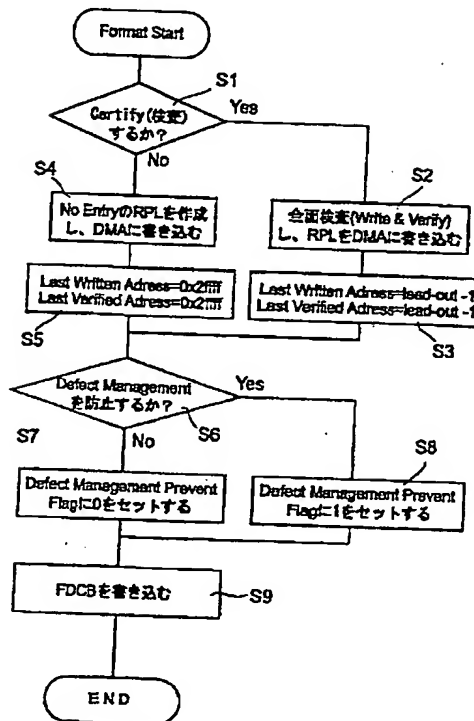 Format Start
S1
Certify(検査)
するか?
Yes
No
S4
No EntryのRPLを作成
し、DMAに書き込む
S2
全面検査(Write & Verify)
し、RPLをDMAに書き込む
Last Written Adress=0x2ffff
Last Verified Adress=0x2ffff
S5
Last Written Adress=lead-out -1
Last Verified Adress=lead-out -1
S3
Defect Management
を防止するか?
Yes
S6
S7
No
S8
Defect Management Prevent
Flagに0をセットする
Defect Management Prevent
Flagに1をセットする
FDCBを書き込む
S9
END